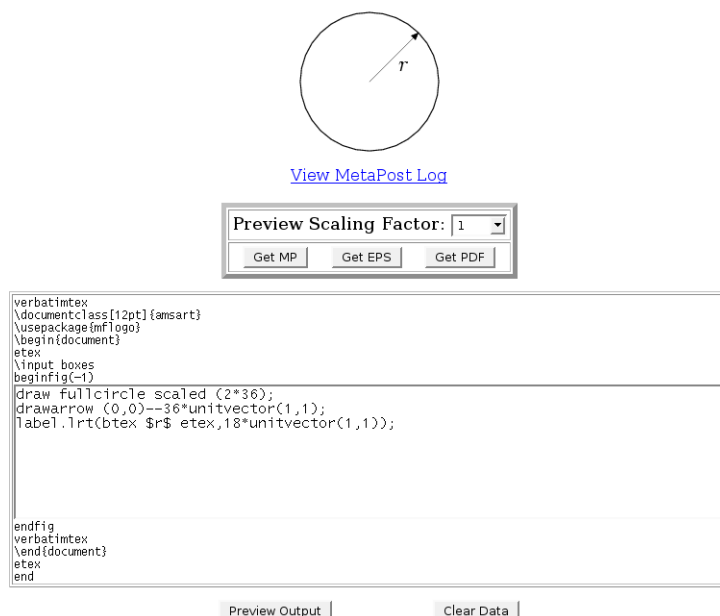 r
View MetaPost Log
Preview Scaling Factor: 1
Get MP Get EPS Get PDF
verbatimtex
\documentclass[12pt]{amsart}
\usepackage{mflogo}
\begin{document}
etex
\input boxes
beginfig(-1)
draw fullcircle scaled (2*36);
drawarrow (0,0)--36*unitvector(1,1);
label.lrt(btex $r$ etex,18*unitvector(1,1));
endfig
verbatimtex
\end{document}
etex
end
Preview Output Clear Data